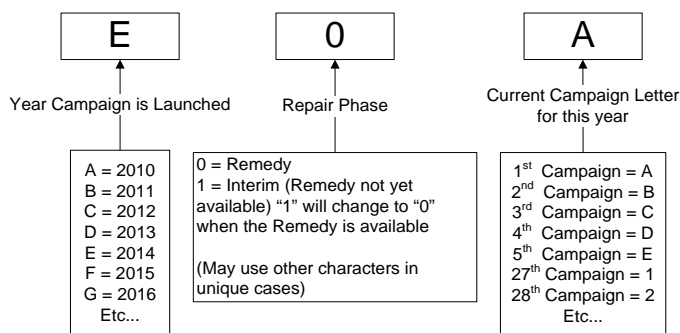 E
0
A
Year Campaign is Launched
Repair Phase
Current Campaign Letter
for this year
A = 2010
B = 2011
C = 2012
D = 2013
E = 2014
F = 2015
G = 2016
Etc...
0 = Remedy
1 = Interim (Remedy not yet
available) “1” will change to “0”
when the Remedy is available
(May use other characters in
unique cases)
1st Campaign = A
2nd Campaign = B
3rd Campaign = C
4th Campaign = D
5th Campaign = E
27th Campaign = 1
28th Campaign = 2
Etc...